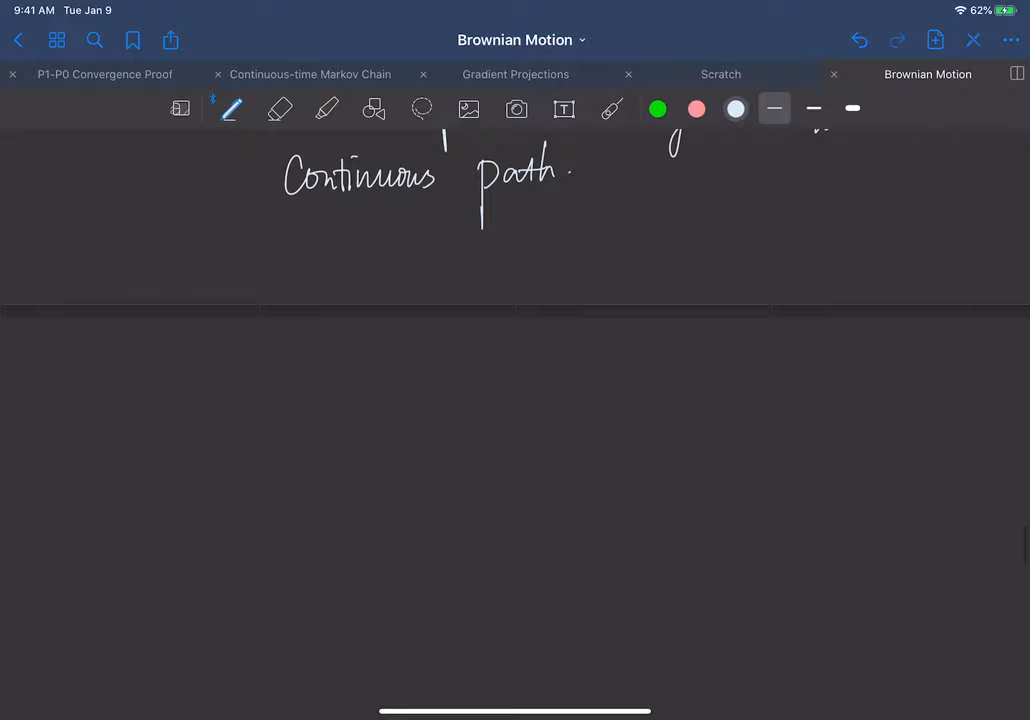 9:41 AM Tue Jan 9
62%
Brownian Motion
P1-P0 Convergence Proof
Continuous-time Markov Chain
Gradient Projections
Scratch
Brownian Motion
T
Continuous path.